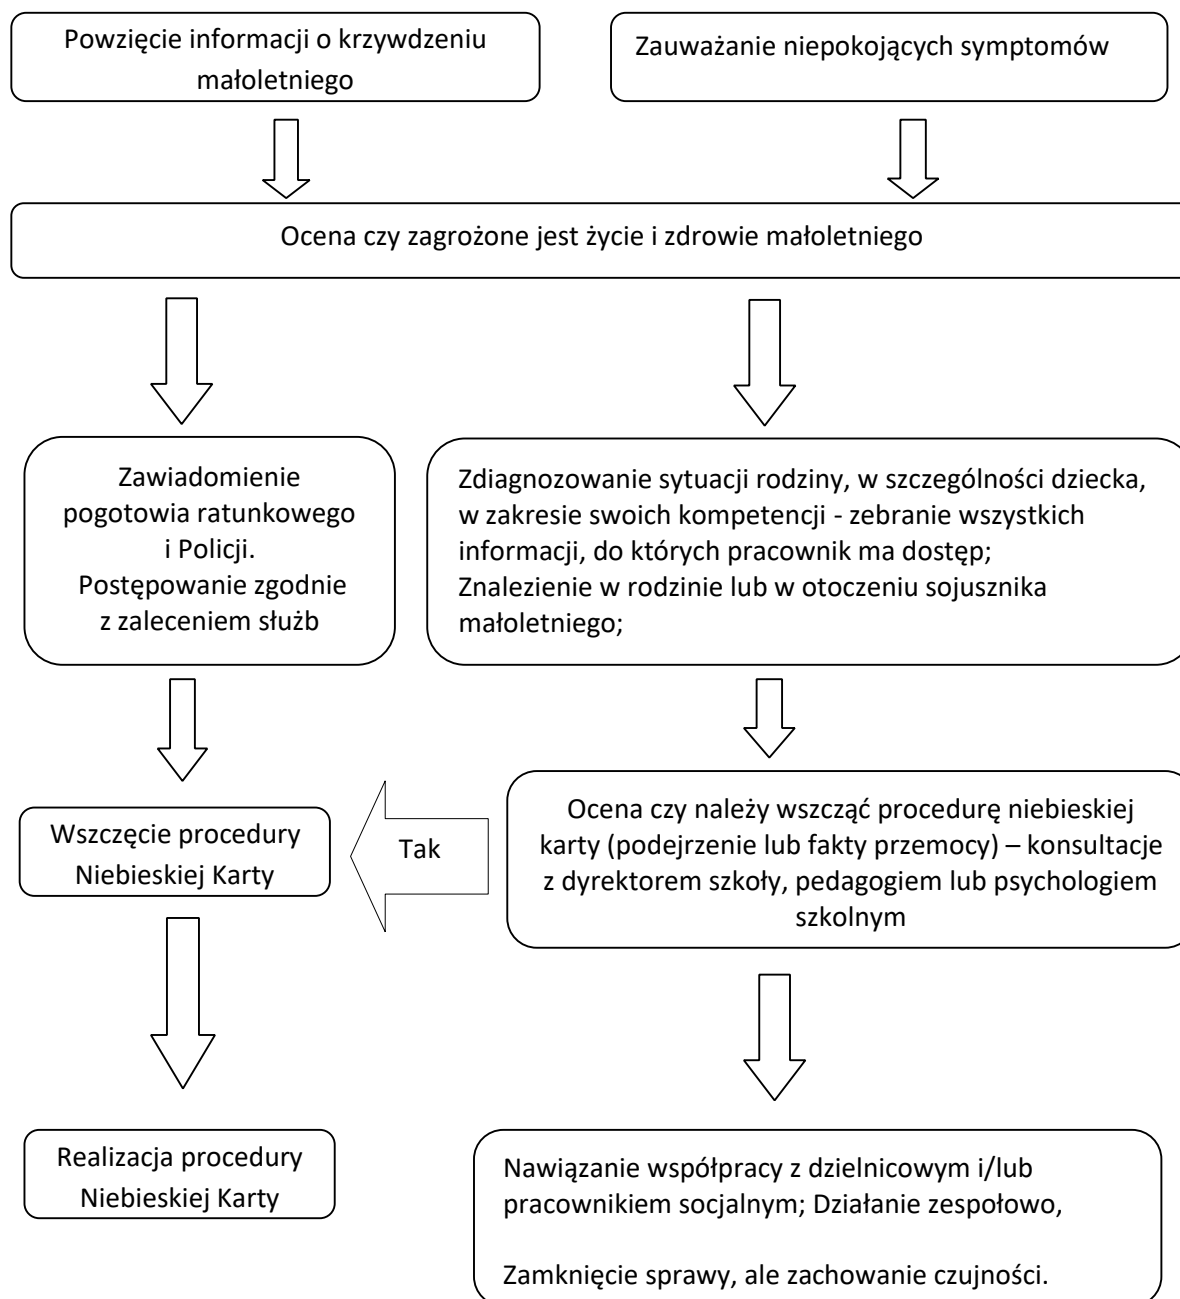 Powzięcie informacji o krzywdzeniu
małoletniego
Zauważanie niepokojących symptomów
Ocena czy zagrożone jest życie i zdrowie małoletniego
Zawiadomienie
pogotowia ratunkowego
i Policji.
Postępowanie zgodnie
z zaleceniem służb
Zdiagnozowanie sytuacji rodziny, w szczególności dziecka,
w zakresie swoich kompetencji - zebranie wszystkich
informacji, do których pracownik ma dostęp;
Znalezienie w rodzinie lub w otoczeniu sojusznika
małoletniego;
Wszczęcie procedury
Niebieskiej Karty
Tak
Ocena czy należy wszcząć procedurę niebieskiej
karty (podejrzenie lub fakty przemocy) – konsultacje
z dyrektorem szkoły, pedagogiem lub psychologiem
szkolnym
Realizacja procedury
Niebieskiej Karty
Nawiązanie współpracy z dzielnicowym i/lub
pracownikiem socjalnym; Działanie zespołowo,
Zamknięcie sprawy, ale zachowanie czujności.